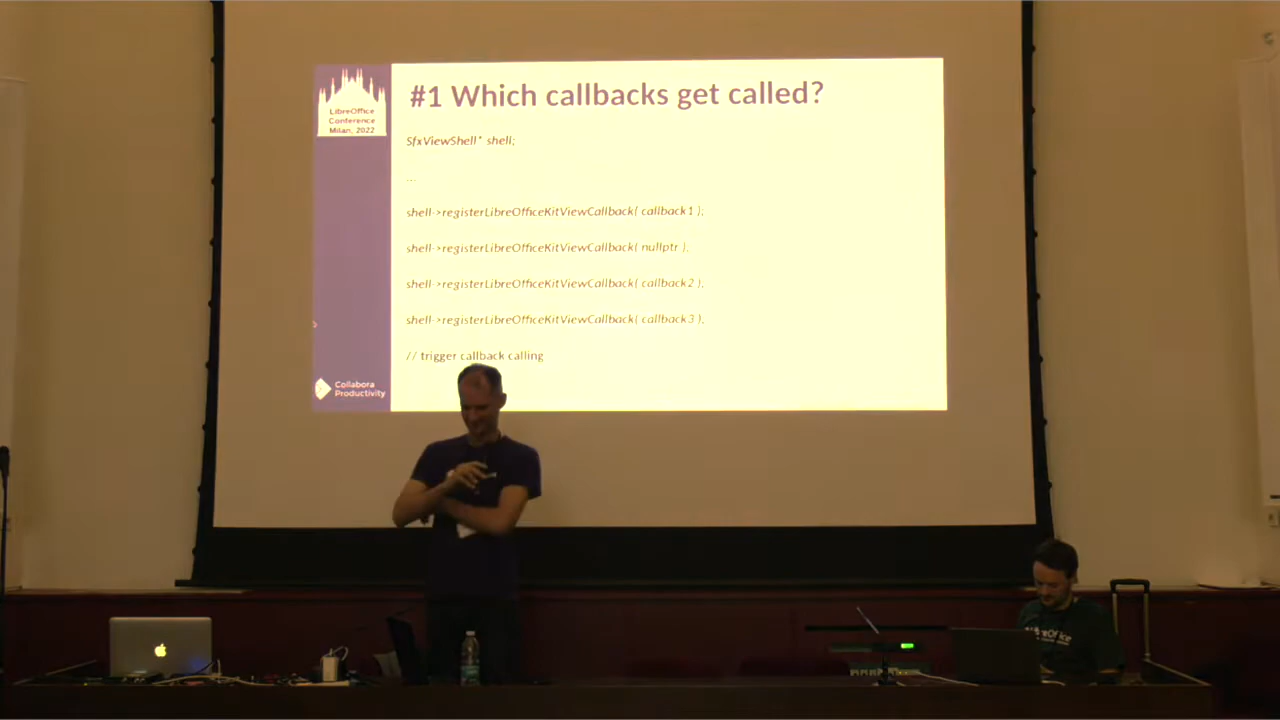 #1 Which callbacks get called?
LibreOffice
Conference
Milan, 2022
SfxViewShell* shell;
...
shell->registerLibreOfficeKitViewCallback( callback1 );
shell->registerLibreOfficeKitViewCallback( nullptr );
shell->registerLibreOfficeKitViewCallback( callback2 );
shell->registerLibreOfficeKitViewCallback( callback3 );
// trigger callback calling
Collabora
Productivity
LibreOffice